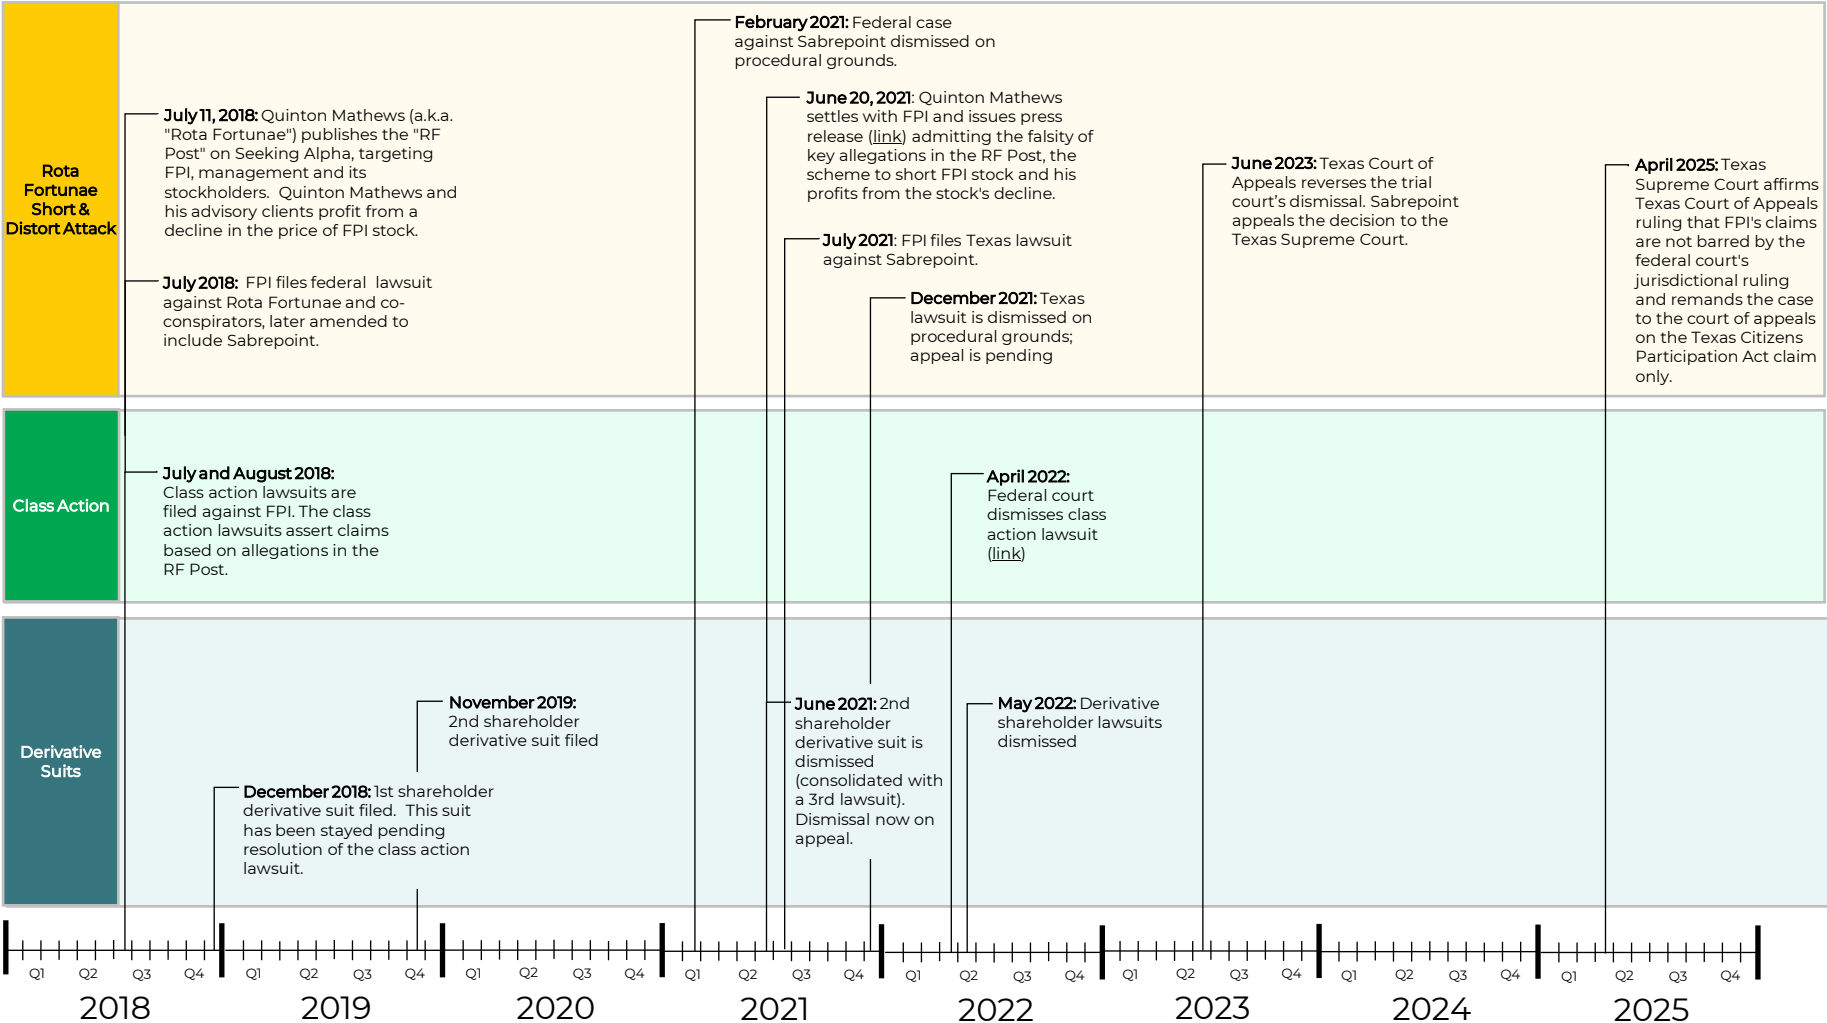 Rota
Fortunae
Short &
Distort Attack
July 11, 2018: Quinton Mathews (a.k.a.
"Rota Fortunae") publishes the "RF
Post" on Seeking Alpha, targeting
FPI, management and its
stockholders.  Quinton Mathews and
his advisory clients profit from a
decline in the price of FPI stock.
July 2018:  FPI files federal  lawsuit
against Rota Fortunae and co-
conspirators, later amended to
include Sabrepoint.
February 2021: Federal case
against Sabrepoint dismissed on
procedural grounds.
June 20, 2021: Quinton Mathews
settles with FPI and issues press
release (link) admitting the falsity of
key allegations in the RF Post, the
scheme to short FPI stock and his
profits from the stock's decline.
July 2021: FPI files Texas lawsuit
against Sabrepoint.
December 2021: Texas
lawsuit is dismissed on
procedural grounds;
appeal is pending
June 2023: Texas Court of
Appeals reverses the trial
court’s dismissal. Sabrepoint
appeals the decision to the
Texas Supreme Court.
April 2025: Texas
Supreme Court affirms
Texas Court of Appeals
ruling that FPI's claims
are not barred by the
federal court's
jurisdictional ruling
and remands the case
to the court of appeals
on the Texas Citizens
Participation Act claim
only.
Class Action
July and August 2018:
Class action lawsuits are
filed against FPI. The class
action lawsuits assert claims
based on allegations in the
RF Post.
April 2022:
Federal court
dismisses class
action lawsuit
(link)
Derivative
Suits
December 2018: 1st shareholder
derivative suit filed.  This suit
has been stayed pending
resolution of the class action
lawsuit.
November 2019:
2nd shareholder
derivative suit filed
June 2021: 2nd
shareholder
derivative suit is
dismissed
(consolidated with
a 3rd lawsuit).
Dismissal now on
appeal.
May 2022: Derivative
shareholder lawsuits
dismissed
Q1 Q2 Q3 Q4 Q1 Q2 Q3 Q4 Q1 Q2 Q3 Q4 Q1 Q2 Q3 Q4 Q1 Q2 Q3 Q4 Q1 Q2 Q3 Q4 Q1 Q2 Q3 Q4 Q1 Q2 Q3 Q4
2018 2019 2020 2021 2022 2023 2024 2025